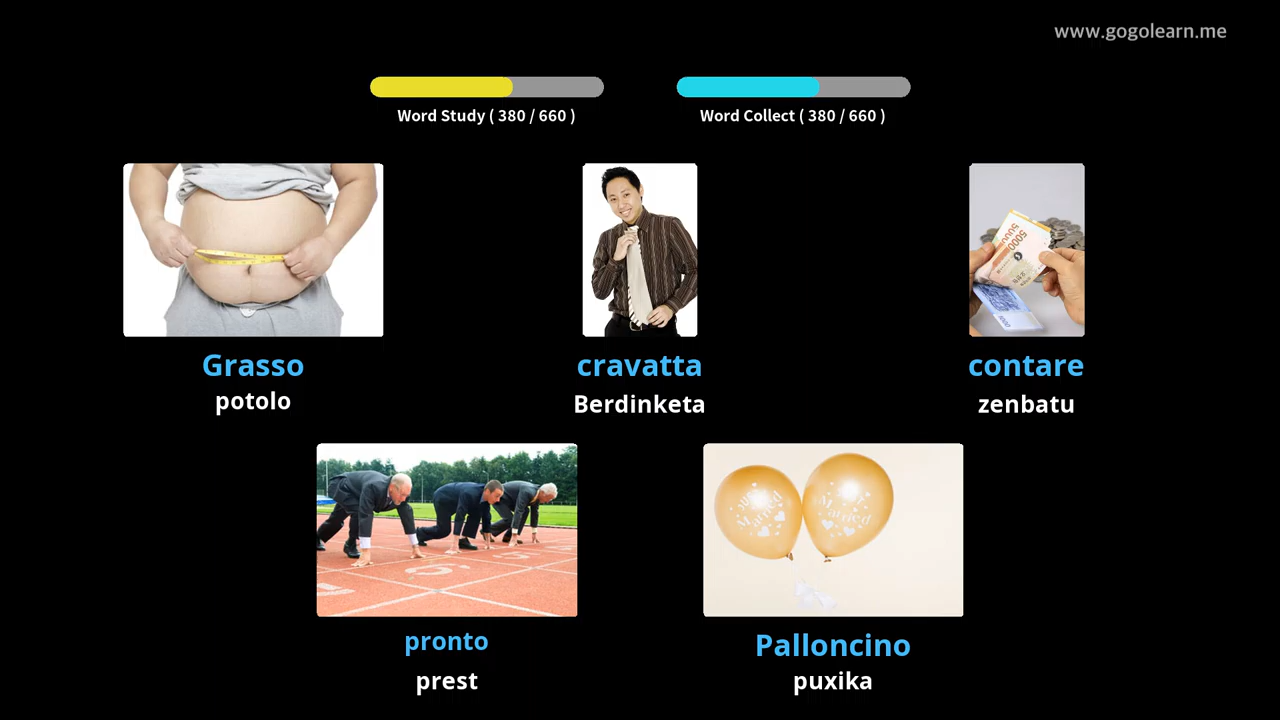 www.gogolearn.me
Word Study ( 380 / 660 )
Word Collect ( 380 / 660 )
Grasso
potolo
cravatta
Berdinketa
contare
zenbatu
pronto
prest
Palloncino
puxika